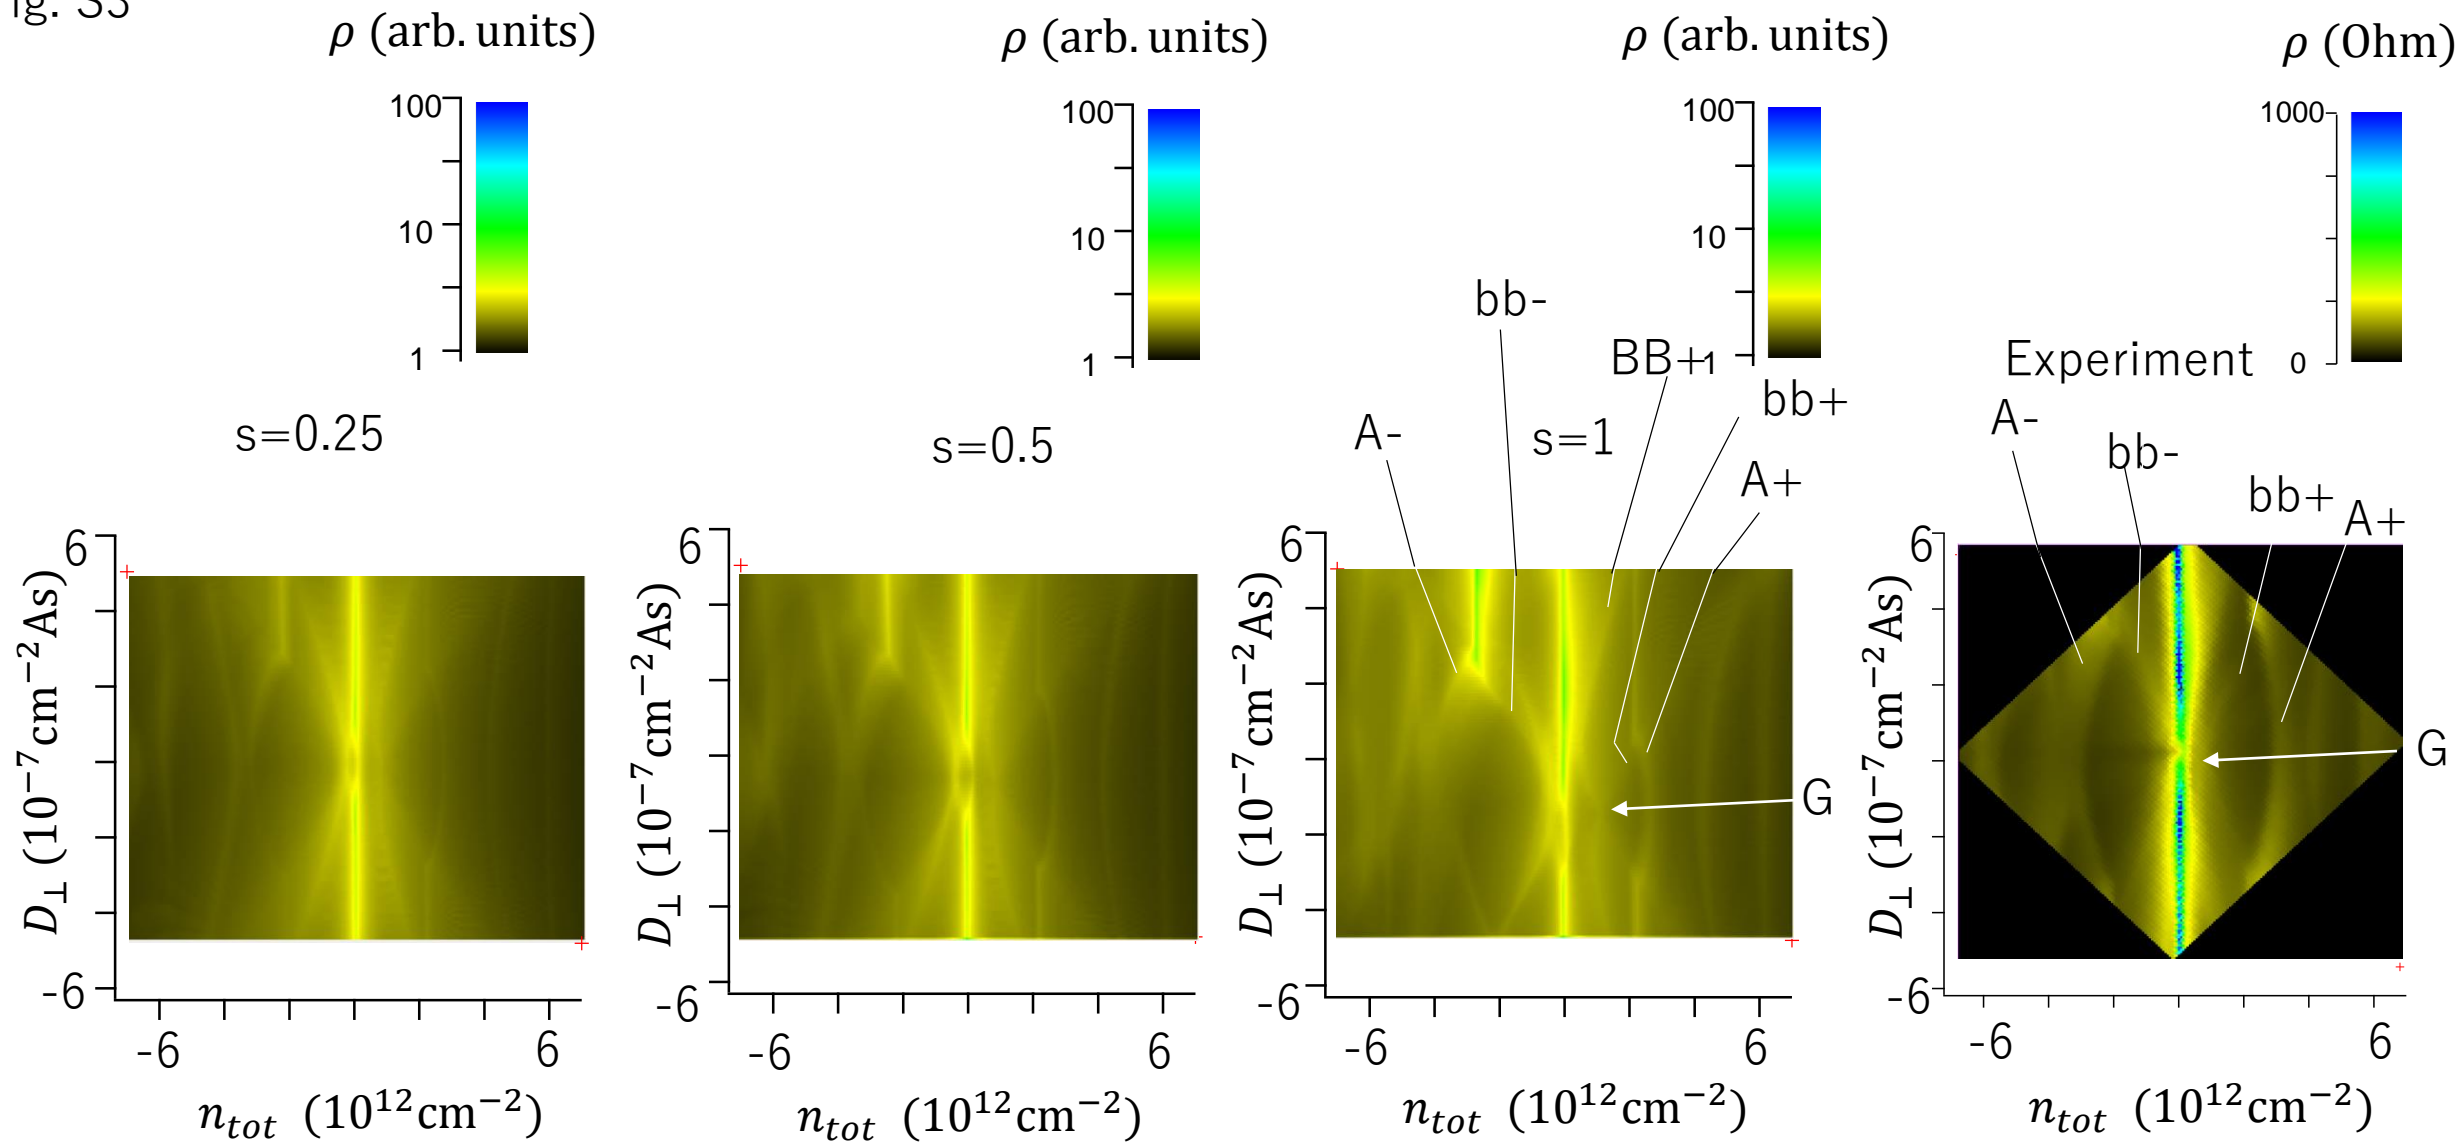 ig. S5
ρ (arb. units)
100
10
1
s=0.25
6
-6
D⊥ (10⁻⁷cm⁻²As)
-6
6
n_tot (10¹²cm⁻²)
ρ (arb. units)
100
10
1
s=0.5
6
-6
D⊥ (10⁻⁷cm⁻²As)
-6
6
n_tot (10¹²cm⁻²)
ρ (arb. units)
100
10
1
bb-
BB+
bb+
A-
s=1
A+
G
6
-6
D⊥ (10⁻⁷cm⁻²As)
-6
6
n_tot (10¹²cm⁻²)
ρ (Ohm)
1000
0
Experiment
A-
bb-
bb+
A+
G
6
-6
D⊥ (10⁻⁷cm⁻²As)
-6
6
n_tot (10¹²cm⁻²)